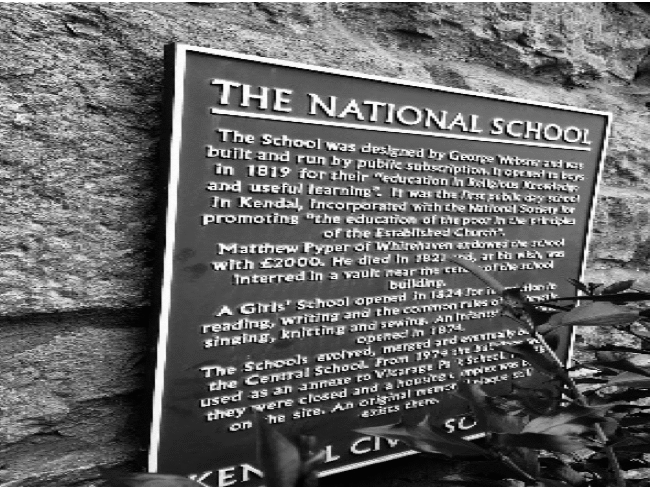 THE NATIONAL SCHOOL
The School was designed by George Webster and was
built and run by public subscription. It opened to boys
in 1819 for their "education in Religious Knowledge
and useful learning". It was the first public day school
in Kendal, incorporated with the National Society for
promoting "the education of the poor in the principles
of the Established Church".
Matthew Pyper of Whitehaven endowed the school
with £2000. He died in 1822 and, at his wish, was
interred in a vault near the of the school
building.
A Girls' School opened in 1824 for in
reading, writing and the common rules of
singing, knitting and sewing. An
opened in 1874.
The Schools evolved, merged and eventually
the Central School. From 1979 the
used as an annexe to Vicarage School
they were closed and a housing complex was
on the site. An original plaque
exists there.
KENDAL CIVIC